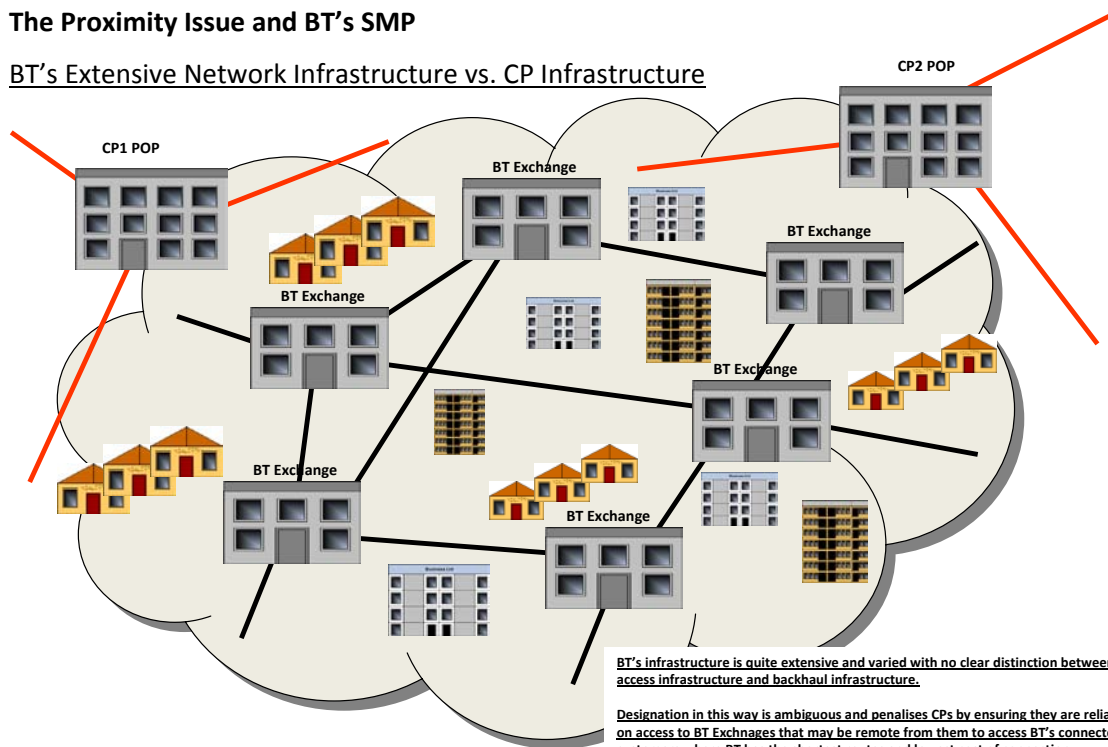 The Proximity Issue and BT’s SMP
BT’s Extensive Network Infrastructure vs. CP Infrastructure
CP2 POP
CP1 POP
BT Exchange
BT Exchange
BT Exchange
BT Exchange
BT Exchange
BT Exchange
Business Ltd
BT’s infrastructure is quite extensive and varied with no clear distinction between
access infrastructure and backhaul infrastructure.
Designation in this way is ambiguous and penalises CPs by ensuring they are
on access to BT Exchnages that may be remote from them to access BT’s